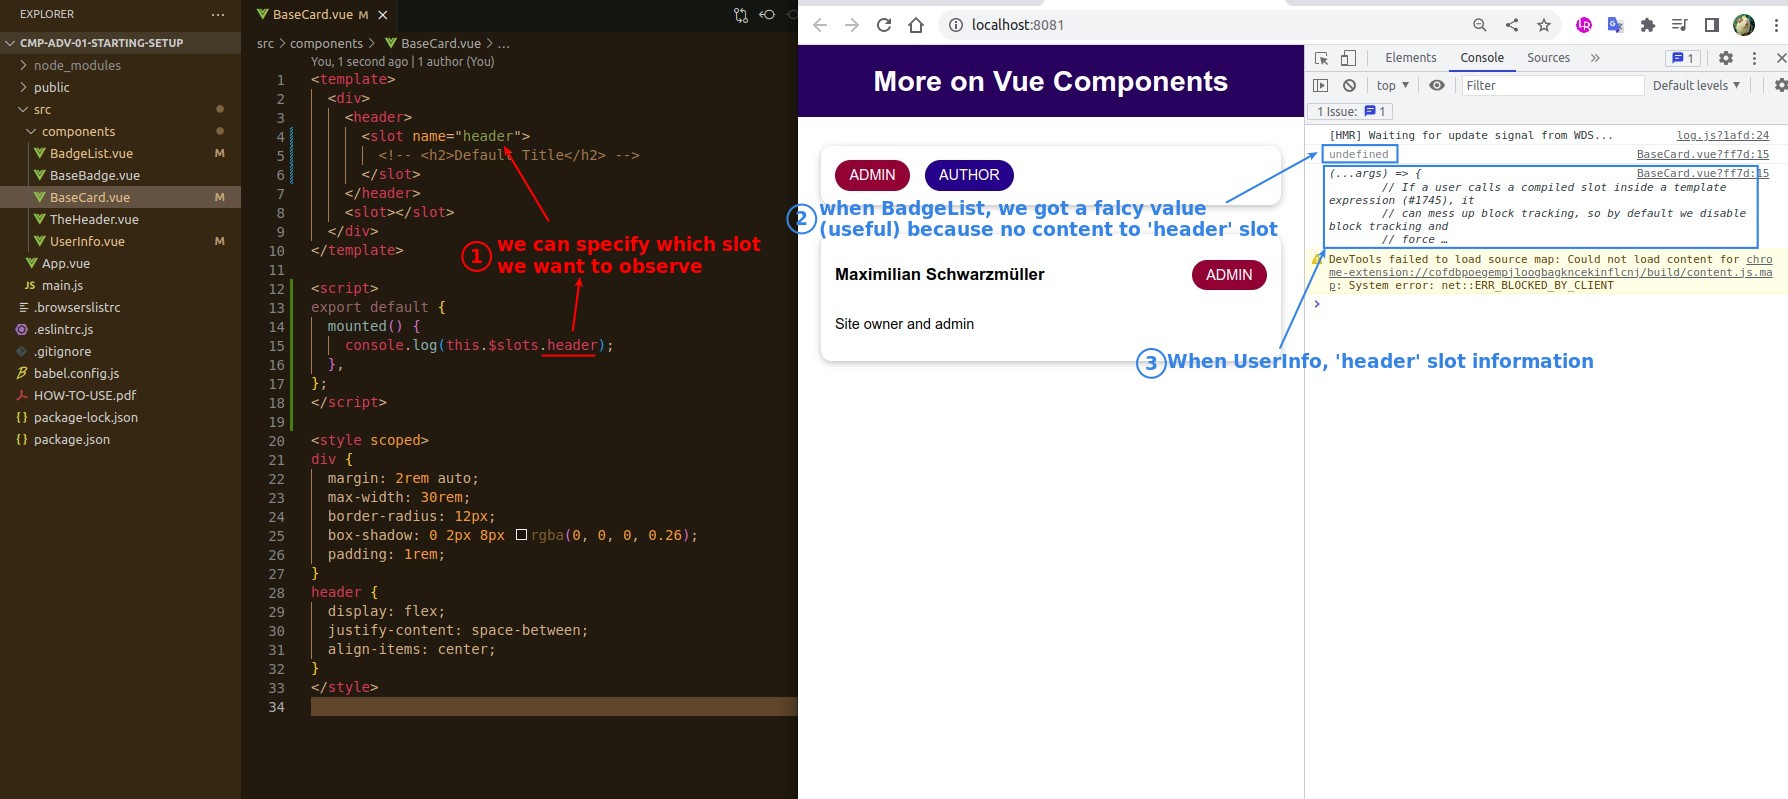 EXPLORER
CMP-ADV-01-STARTING-SETUP
node_modules
public
src
components
BadgeList.vue M
BaseBadge.vue
BaseCard.vue M
TheHeader.vue
UserInfo.vue M
App.vue
JS main.js
.browserslistrc
.eslintrc.js
.gitignore
babel.config.js
HOW-TO-USE.pdf
package-lock.json
package.json
BaseCard.vue M
src > components > BaseCard.vue > ...
You, 1 second ago | 1 author (You)
1 <template>
2 <div>
3 <header>
4 <slot name="header">
5 <!-- <h2>Default Title</h2> -->
6 </slot>
7 </header>
8 <slot></slot>
9 </div>
10 </template>
11
12 <script>
13 export default {
14 mounted() {
15 console.log(this.$slots.header);
16 },
17 };
18 </script>
19
20 <style scoped>
21 div {
22 margin: 2rem auto;
23 max-width: 30rem;
24 border-radius: 12px;
25 box-shadow: 0 2px 8px rgba(0, 0, 0, 0.26);
26 padding: 1rem;
27 }
28 header {
29 display: flex;
30 justify-content: space-between;
31 align-items: center;
32 }
33 </style>
34
1 we can specify which slot
we want to observe
localhost:8081
More on Vue Components
ADMIN AUTHOR
2 when BadgeList, we got a falcy value
(useful) because no content to 'header' slot
Maximilian Schwarzmüller ADMIN
Site owner and admin
3 When UserInfo, 'header' slot information
Elements Console Sources » 1
top Filter Default levels
1 Issue: 1
[HMR] Waiting for update signal from WDS... log.js?1afd:24
undefined BaseCard.vue?ff7d:15
(...args) => { BaseCard.vue?ff7d:15
// If a user calls a compiled slot inside a template
expression (#1745), it
// can mess up block tracking, so by default we disable
block tracking and
// force …
DevTools failed to load source map: Could not load content for chro
me-extension://cofdbpoegempjloogbagkncekinflcnj/build/content.js.ma
p: System error: net::ERR_BLOCKED_BY_CLIENT
>